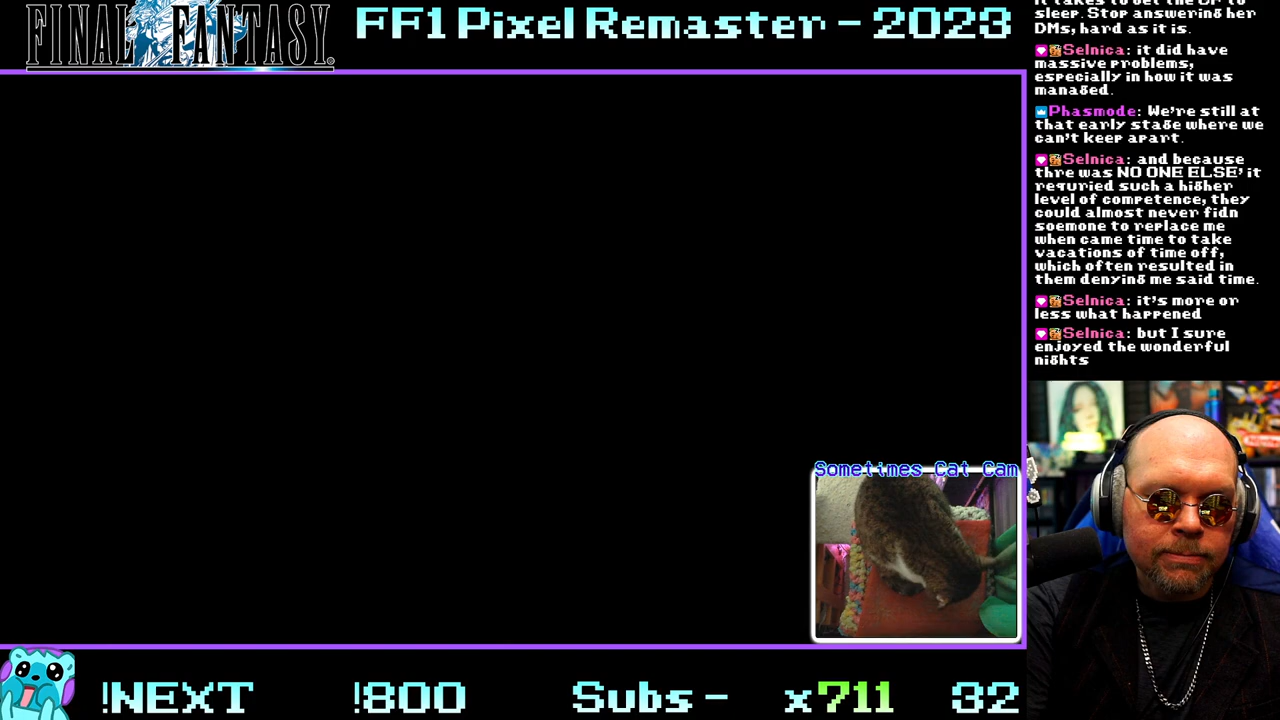 FINAL FANTASY
FF1 Pixel Remaster - 2023
sleep. Stop answering her
DMs, hard as it is.
Selnica: it did have
massive problems,
especially in how it was
managed.
Phasmode: We're still at
that early stage where we
can't keep apart.
Selnica: and because
thre was NO ONE ELSE' it
requried such a higher
level of competence, they
could almost never fidn
soemone to replace me
when came time to take
vacations of time off,
which often resulted in
them denying me said time.
Selnica: it's more or
less what happened
Selnica: but I sure
enjoyed the wonderful
nights
Sometimes Cat Cam
!NEXT !800 Subs - x711 32